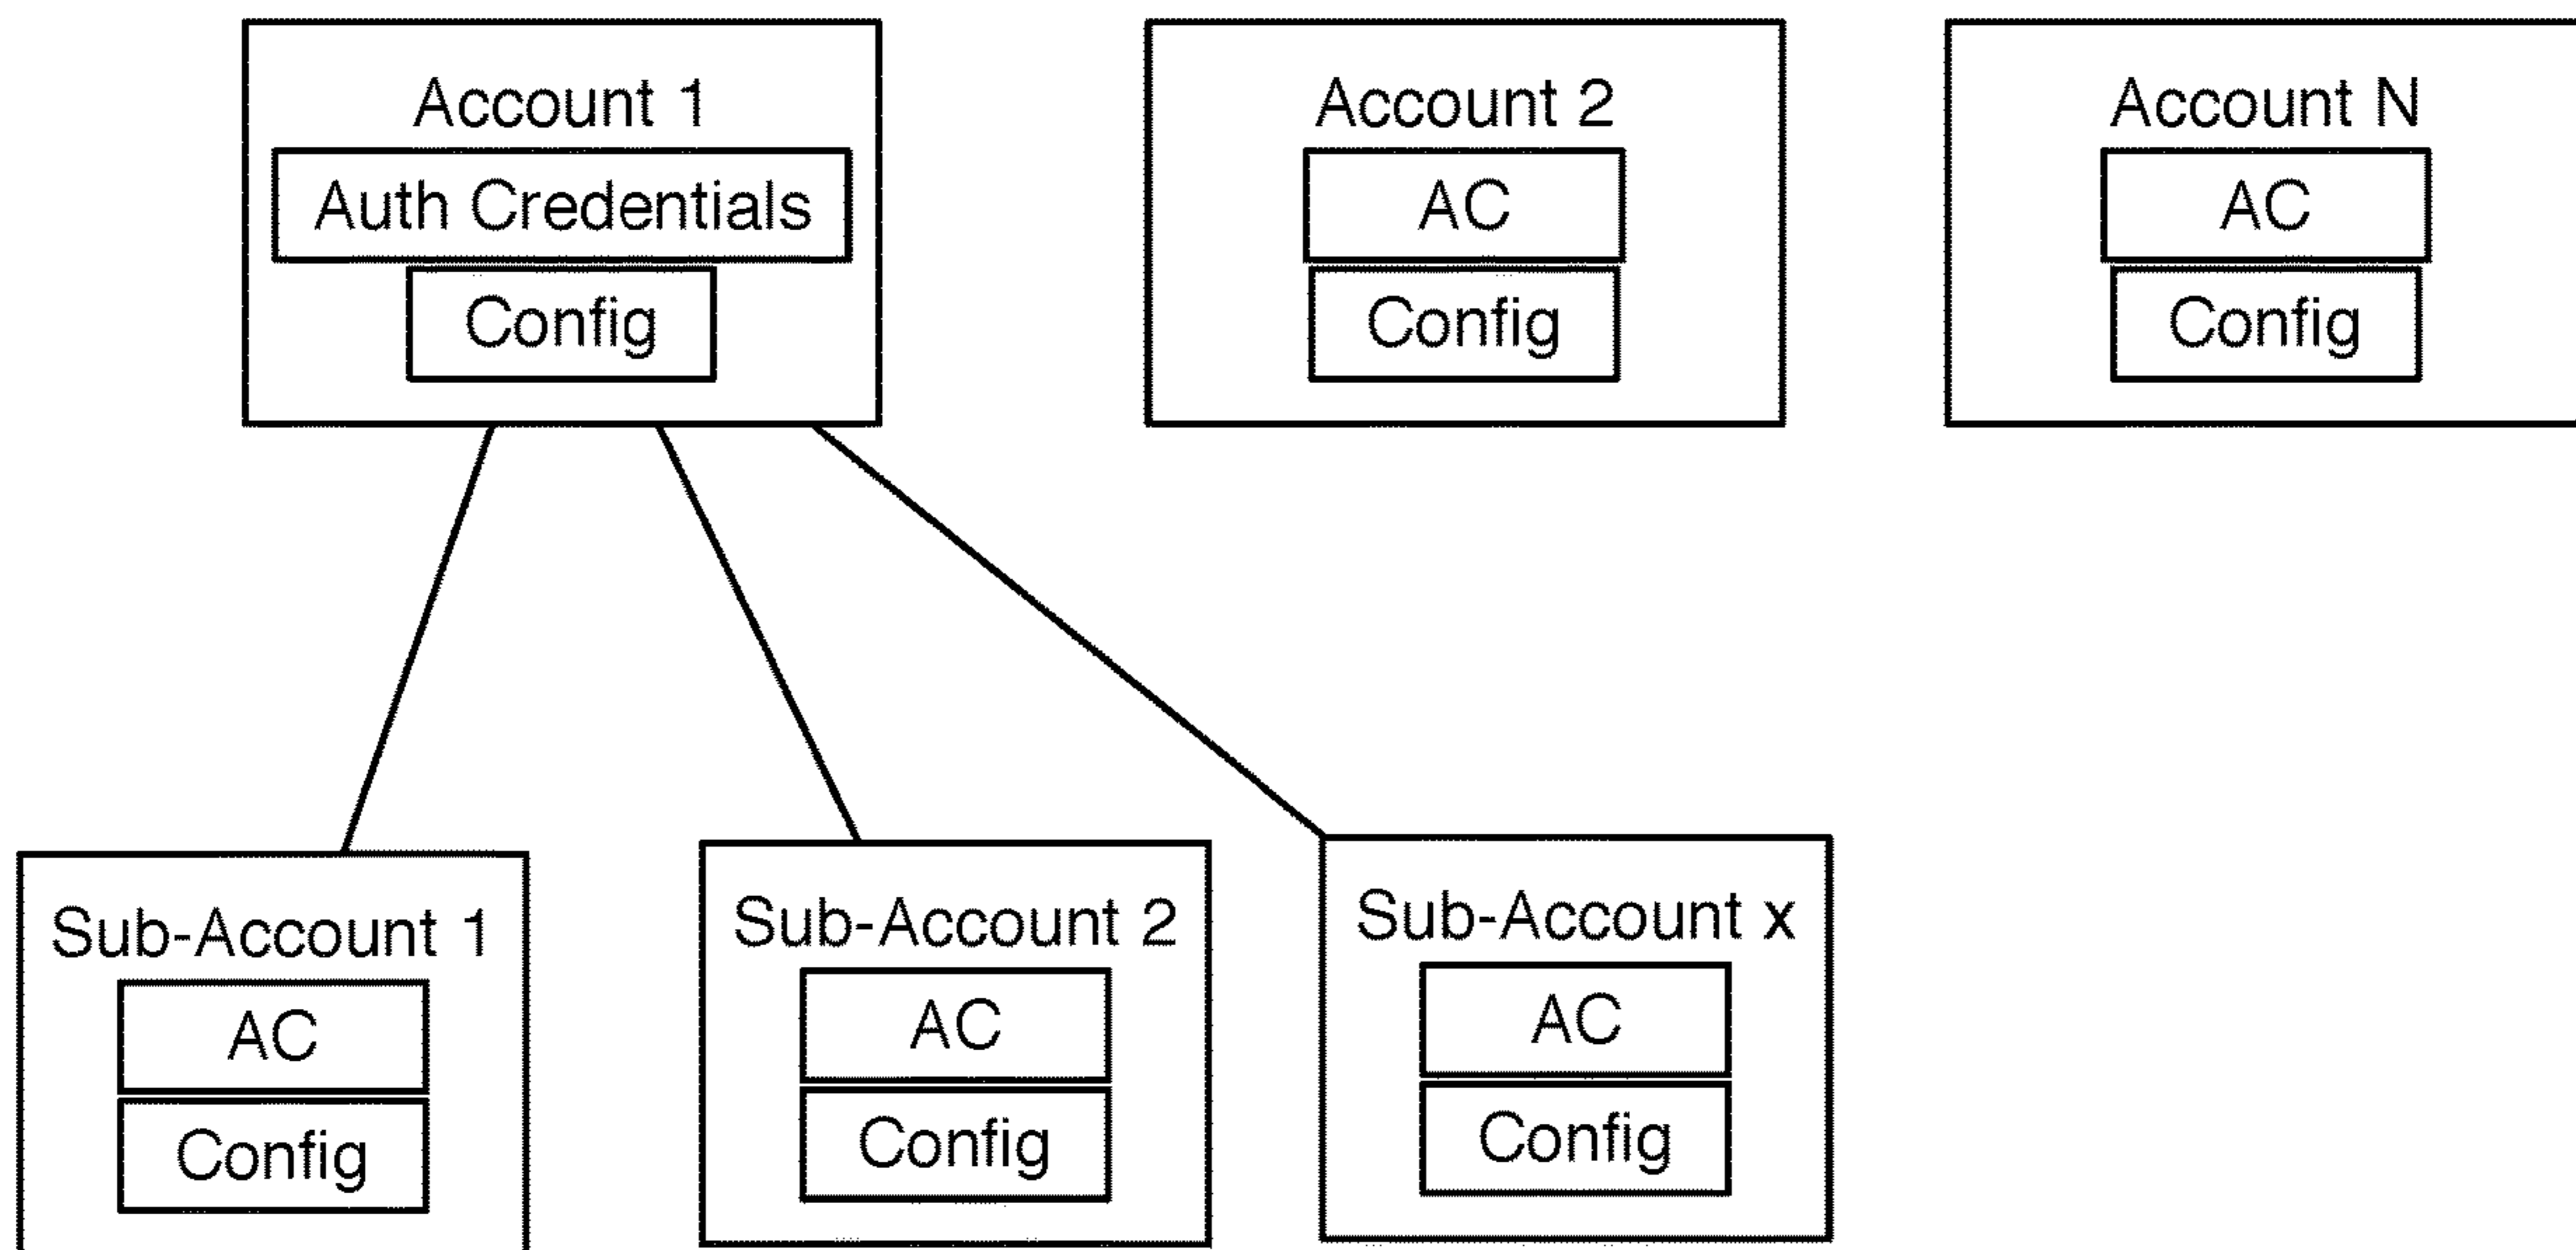 Account 1
Auth Credentials
Config
Account 2
AC
Config
Account N
AC
Config
Sub-Account 1
AC
Config
Sub-Account 2
AC
Config
Sub-Account x
AC
Config